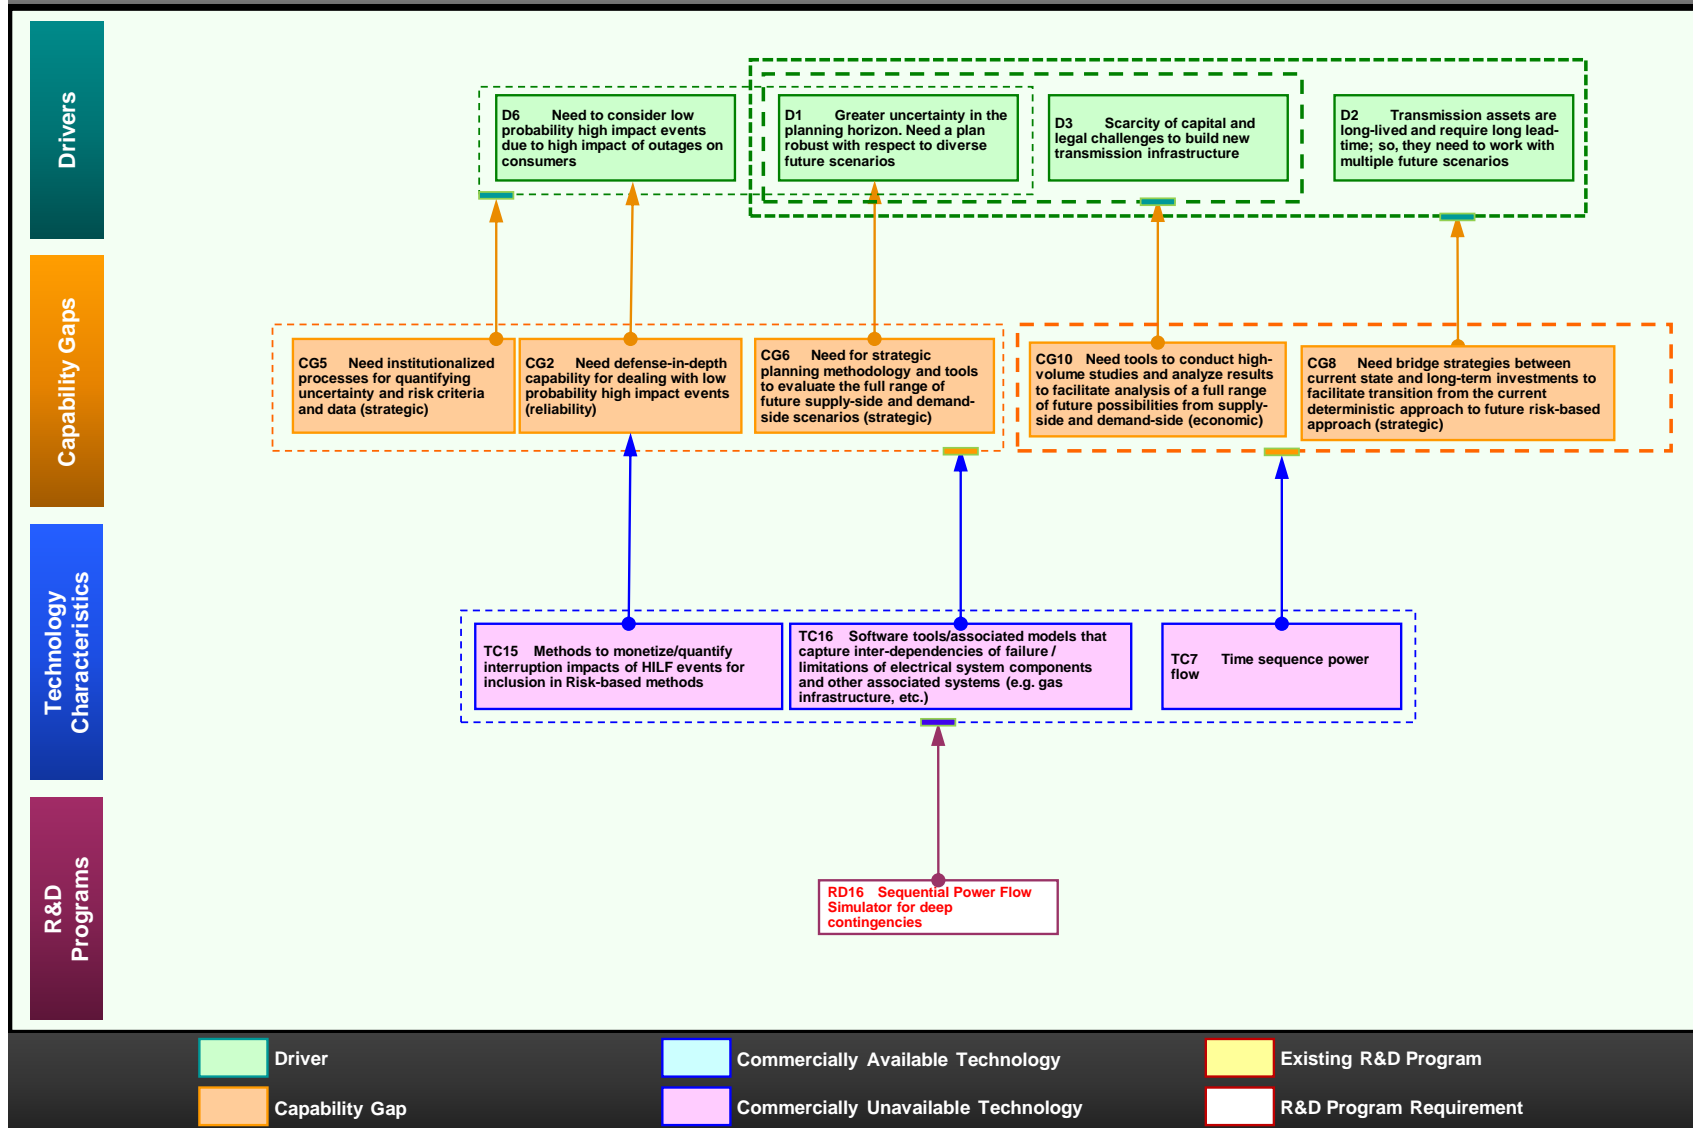 Drivers
D6 Need to consider low
probability high impact events
due to high impact of outages on
consumers
D1 Greater uncertainty in the
planning horizon. Need a plan
robust with respect to diverse
future scenarios
D3 Scarcity of capital and
legal challenges to build new
transmission infrastructure
D2 Transmission assets are
long-lived and require long lead-
time; so, they need to work with
multiple future scenarios
Capability Gaps
CG5 Need institutionalized
processes for quantifying
uncertainty and risk criteria
and data (strategic)
CG2 Need defense-in-depth
capability for dealing with low
probability high impact events
(reliability)
CG6 Need for strategic
planning methodology and tools
to evaluate the full range of
future supply-side and demand-
side scenarios (strategic)
CG10 Need tools to conduct high-
volume studies and analyze results
to facilitate analysis of a full range
of future possibilities from supply-
side and demand-side (economic)
CG8 Need bridge strategies between
current state and long-term investments to
facilitate transition from the current
deterministic approach to future risk-based
approach (strategic)
Technology
Characteristics
TC15 Methods to monetize/quantify
interruption impacts of HILF events for
inclusion in Risk-based methods
TC16 Software tools/associated models that
capture inter-dependencies of failure /
limitations of electrical system components
and other associated systems (e.g. gas
infrastructure, etc.)
TC7 Time sequence power
flow
R&D
Programs
RD16 Sequential Power Flow
Simulator for deep
contingencies
Driver
Commercially Available Technology
Existing R&D Program
Capability Gap
Commercially Unavailable Technology
R&D Program Requirement